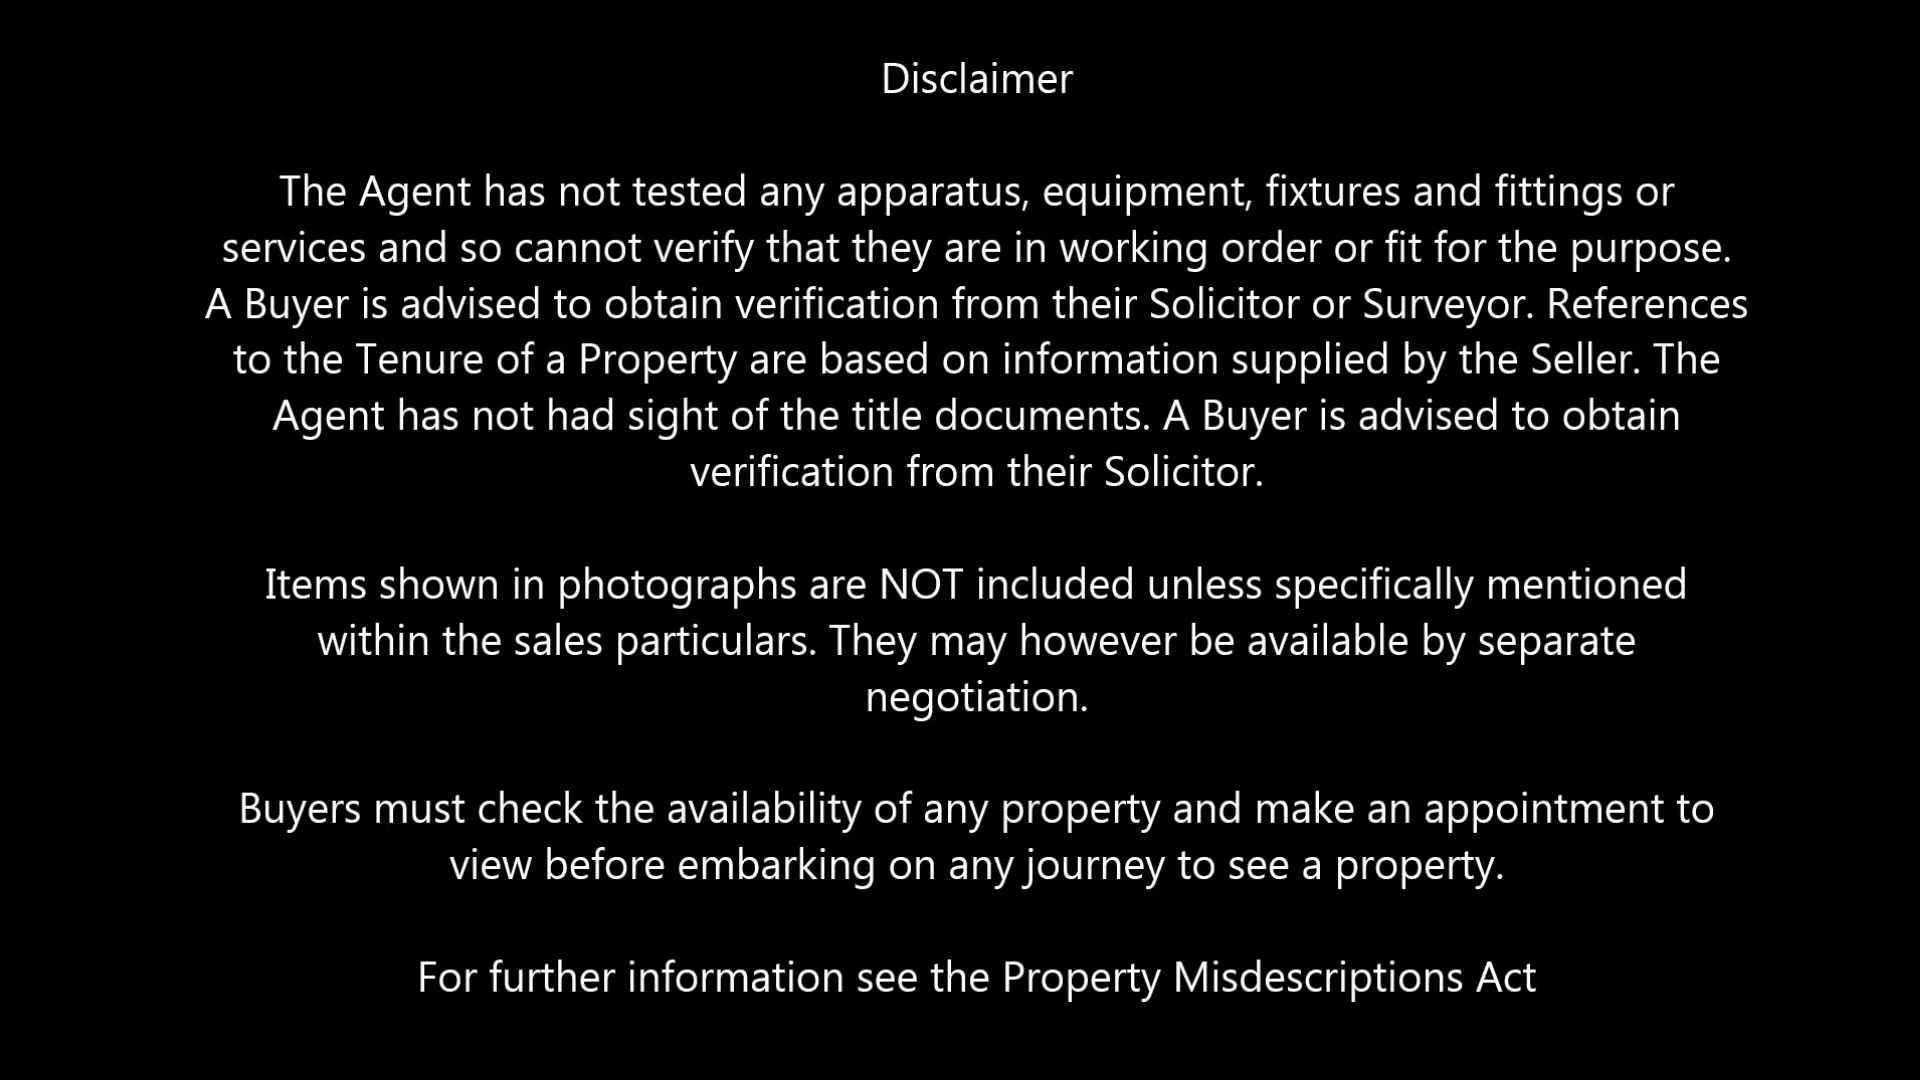 Disclaimer
The Agent has not tested any apparatus, equipment, fixtures and fittings or
services and so cannot verify that they are in working order or fit for the purpose.
A Buyer is advised to obtain verification from their Solicitor or Surveyor. References
to the Tenure of a Property are based on information supplied by the Seller. The
Agent has not had sight of the title documents. A Buyer is advised to obtain
verification from their Solicitor.
Items shown in photographs are NOT included unless specifically mentioned
within the sales particulars. They may however be available by separate
negotiation.
Buyers must check the availability of any property and make an appointment to
view before embarking on any journey to see a property.
For further information see the Property Misdescriptions Act